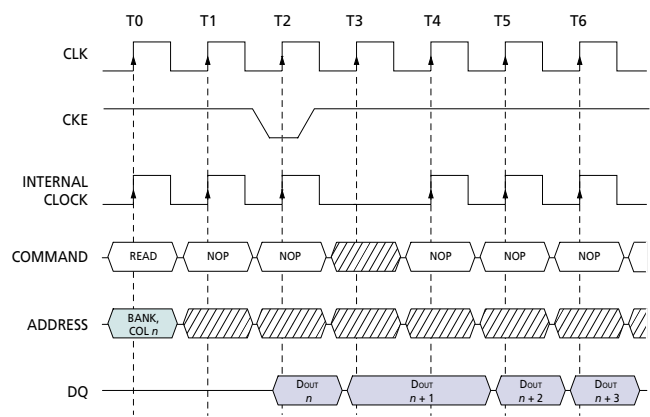 T0 T1 T2 T3 T4 T5 T6
CLK
CKE
INTERNAL
CLOCK
COMMAND READ NOP NOP NOP NOP NOP
ADDRESS BANK,
COL n
DQ DOUT DOUT DOUT DOUT
n n + 1 n + 2 n + 3